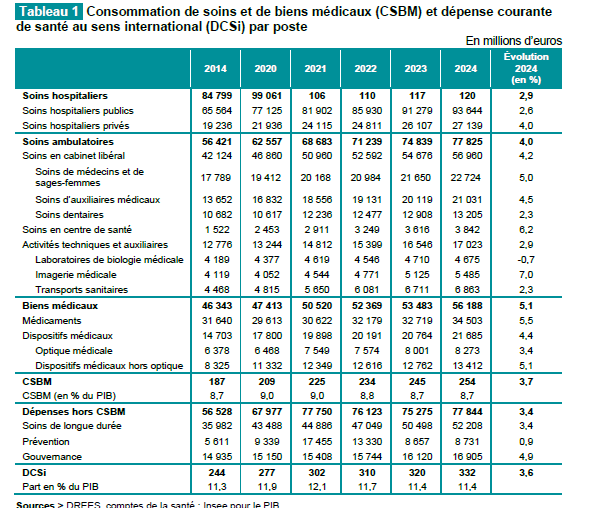 Tableau 1 Consommation de soins et de biens médicaux (CSBM) et dépense courante
de santé au sens international (DCSi) par poste
En millions d'euros
2014 2020 2021 2022 2023 2024 Évolution 2024 (en %)
Soins hospitaliers 84 799 99 061 106 110 117 120 2,9
Soins hospitaliers publics 65 564 77 125 81 902 85 930 91 279 93 644 2,6
Soins hospitaliers privés 19 236 21 936 24 115 24 811 26 107 27 139 4,0
Soins ambulatoires 56 421 62 557 68 683 71 239 74 839 77 825 4,0
Soins en cabinet libéral 42 124 46 860 50 960 52 592 54 676 56 960 4,2
Soins de médecins et de
sages-femmes 17 789 19 412 20 168 20 984 21 650 22 724 5,0
Soins d'auxiliaires médicaux 13 652 16 832 18 556 19 131 20 119 21 031 4,5
Soins dentaires 10 682 10 617 12 236 12 477 12 908 13 205 2,3
Soins en centre de santé 1 522 2 453 2 911 3 249 3 616 3 842 6,2
Activités techniques et auxiliaires 12 776 13 244 14 812 15 399 16 546 17 023 2,9
Laboratoires de biologie médicale 4 189 4 377 4 619 4 546 4 710 4 675 -0,7
Imagerie médicale 4 119 4 052 4 544 4 771 5 125 5 485 7,0
Transports sanitaires 4 468 4 815 5 650 6 081 6 711 6 863 2,3
Biens médicaux 46 343 47 413 50 520 52 369 53 483 56 188 5,1
Médicaments 31 640 29 613 30 622 32 179 32 719 34 503 5,5
Dispositifs médicaux 14 703 17 800 19 898 20 191 20 764 21 685 4,4
Optique médicale 6 378 6 468 7 549 7 574 8 001 8 273 3,4
Dispositifs médicaux hors optique 8 325 11 332 12 349 12 616 12 762 13 412 5,1
CSBM 187 209 225 234 245 254 3,7
CSBM (en % du PIB) 8,7 9,0 9,0 8,8 8,7 8,7
Dépenses hors CSBM 56 528 67 977 77 750 76 123 75 275 77 844 3,4
Soins de longue durée 35 982 43 488 44 886 47 049 50 498 52 208 3,4
Prévention 5 611 9 339 17 455 13 330 8 657 8 731 0,9
Gouvernance 14 935 15 150 15 408 15 744 16 120 16 905 4,9
DCSi 244 277 302 310 320 332 3,6
Part en % du PIB 11,3 11,9 12,1 11,7 11,4 11,4
Sources > DREES, comptes de la santé ; Insee pour le PIB.